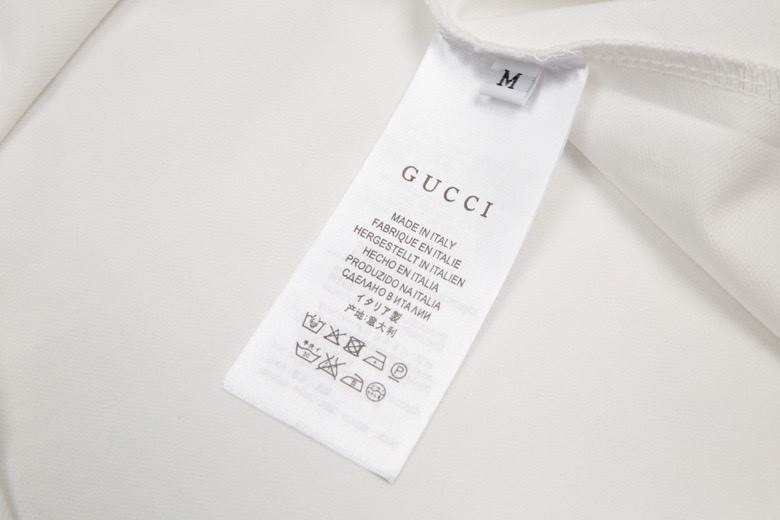 M
GUCCI
MADE IN ITALY
FABRIQUE EN ITALIE
HERGESTELLT IN ITALIEN
HECHO EN ITALIA
PRODUZIDO NA ITALIA
СДЕЛАНО В ИТАЛИИ
イタリア製
产地:意大利
P